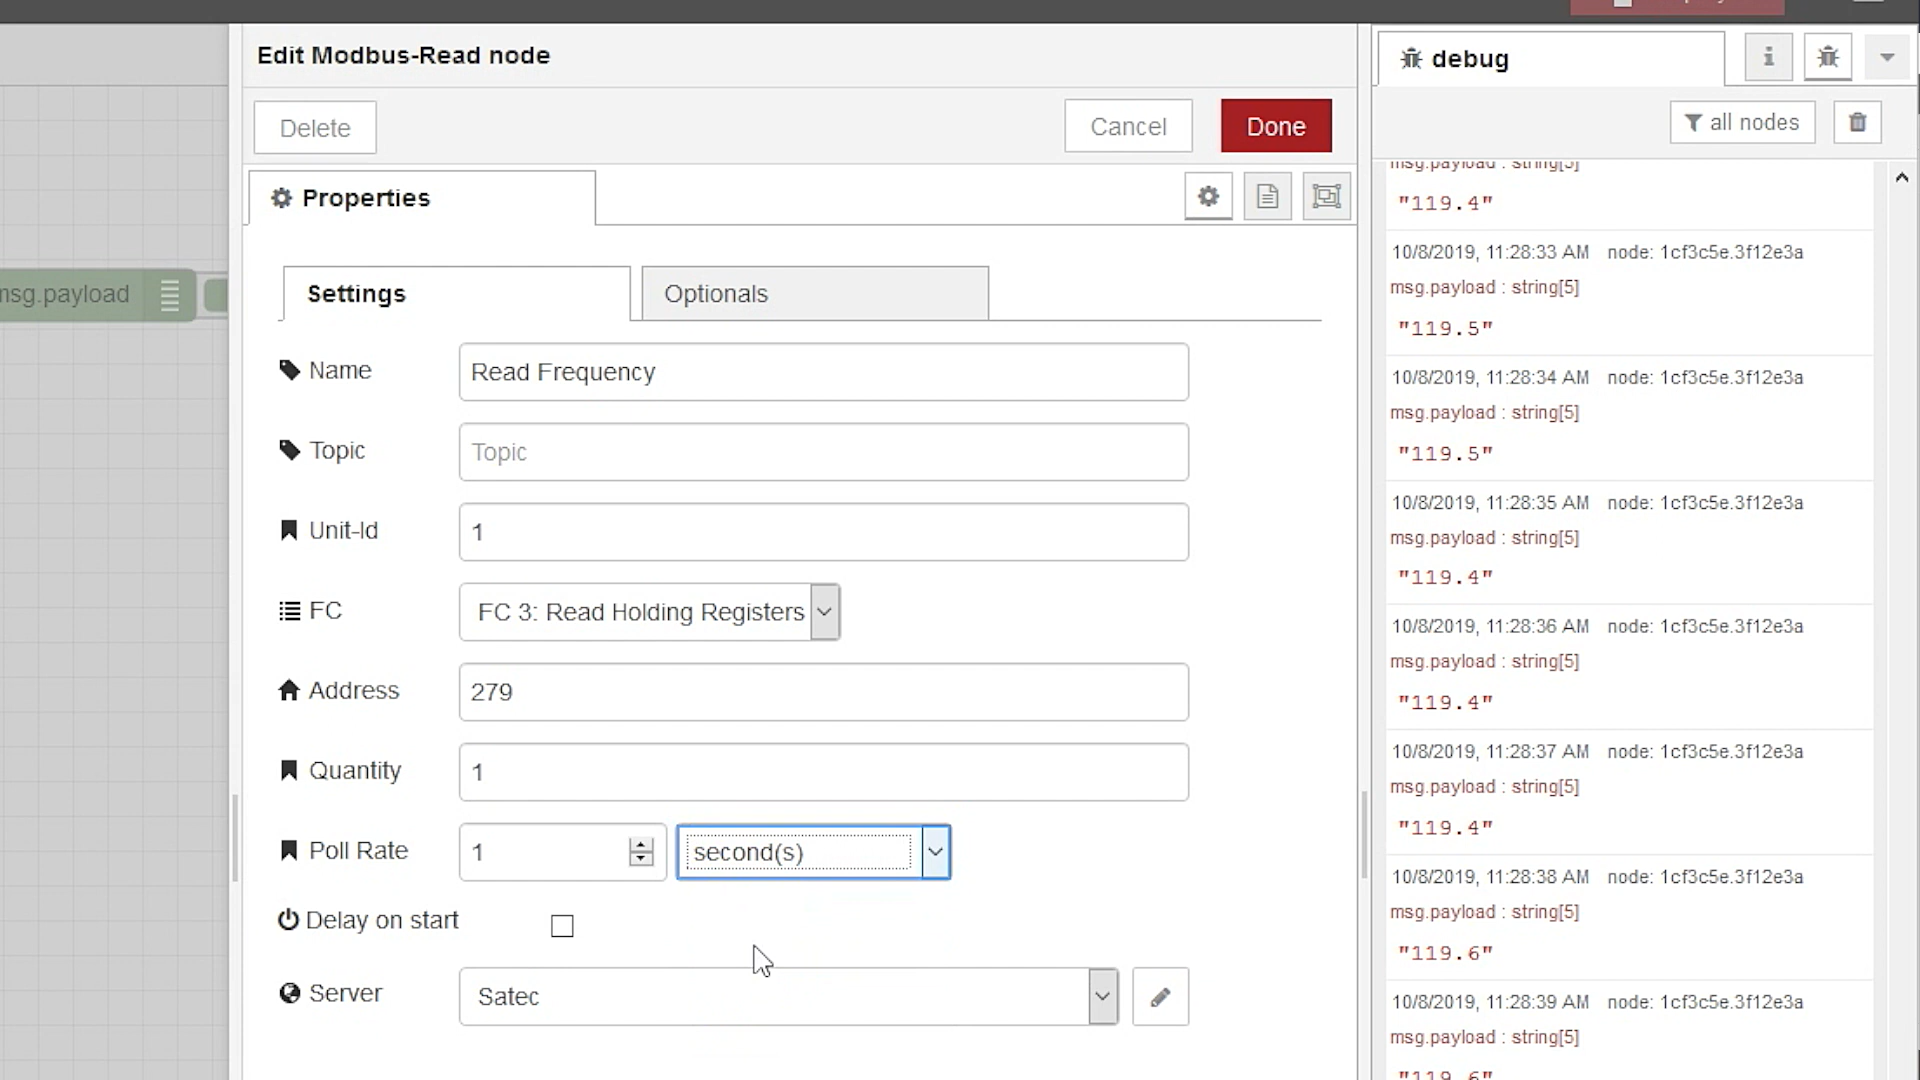 Edit Modbus-Read node
Delete
Cancel
Done
Properties
Settings
Optionals
Name
Read Frequency
Topic
Topic
Unit-Id
1
FC
FC 3: Read Holding Registers
Address
279
Quantity
1
Poll Rate
1
second(s)
Delay on start
Server
Satec
msg.payload
debug
i
all nodes
msg.payload : string[5]
"119.4"
10/8/2019, 11:28:33 AM node: 1cf3c5e.3f12e3a
msg.payload : string[5]
"119.5"
10/8/2019, 11:28:34 AM node: 1cf3c5e.3f12e3a
msg.payload : string[5]
"119.5"
10/8/2019, 11:28:35 AM node: 1cf3c5e.3f12e3a
msg.payload : string[5]
"119.4"
10/8/2019, 11:28:36 AM node: 1cf3c5e.3f12e3a
msg.payload : string[5]
"119.4"
10/8/2019, 11:28:37 AM node: 1cf3c5e.3f12e3a
msg.payload : string[5]
"119.4"
10/8/2019, 11:28:38 AM node: 1cf3c5e.3f12e3a
msg.payload : string[5]
"119.6"
10/8/2019, 11:28:39 AM node: 1cf3c5e.3f12e3a
msg.payload : string[5]
"119.6"